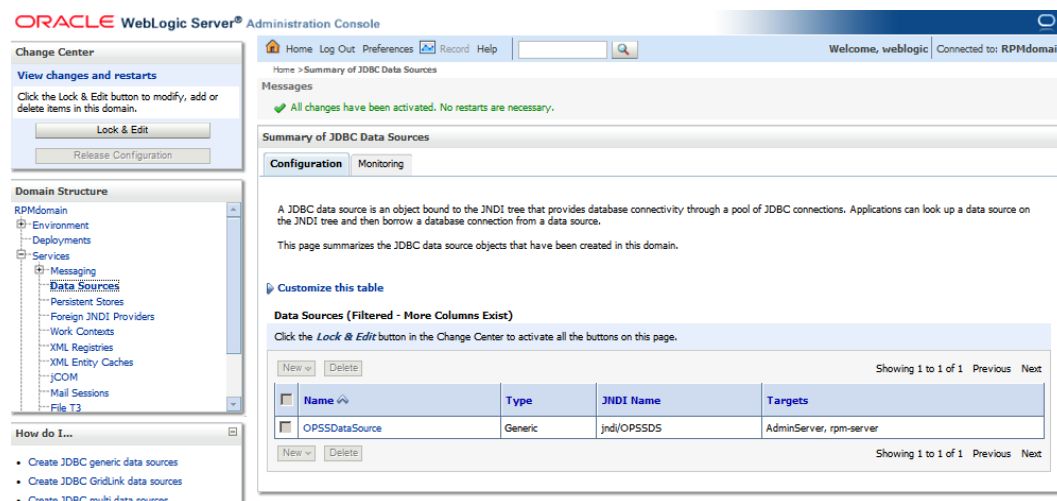 ORACLE WebLogic Server® Administration Console
Change Center
View changes and restarts
Click the Lock & Edit button to modify, add or
delete items in this domain.
Lock & Edit
Release Configuration
Domain Structure
RPMdomain
Environment
Deployments
Services
Messaging
Data Sources
Persistent Stores
Foreign JNDI Providers
Work Contexts
XML Registries
XML Entity Caches
jCOM
Mail Sessions
File T3
How do I...
Create JDBC generic data sources
Create JDBC GridLink data sources
Create JDBC multi data sources
Home Log Out Preferences Record Help
Welcome, weblogic Connected to: RPMdomai
Home >Summary of JDBC Data Sources
Messages
All changes have been activated. No restarts are necessary.
Summary of JDBC Data Sources
Configuration Monitoring
A JDBC data source is an object bound to the JNDI tree that provides database connectivity through a pool of JDBC connections. Applications can look up a data source on
the JNDI tree and then borrow a database connection from a data source.
This page summarizes the JDBC data source objects that have been created in this domain.
Customize this table
Data Sources (Filtered - More Columns Exist)
Click the Lock & Edit button in the Change Center to activate all the buttons on this page.
New Delete Showing 1 to 1 of 1 Previous Next
Name Type JNDI Name Targets
OPSSDataSource Generic jndi/OPSSDS AdminServer, rpm-server
New Delete Showing 1 to 1 of 1 Previous Next